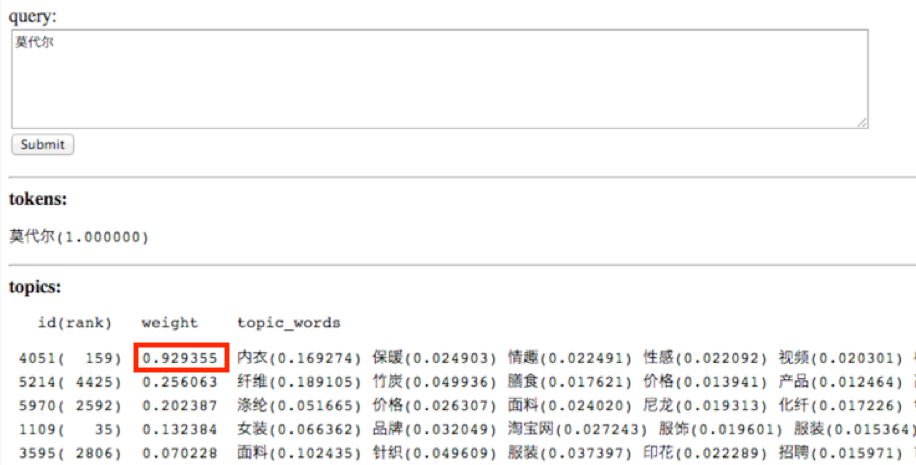 query:
莫代尔
Submit
tokens:
莫代尔(1.000000)
topics:
id(rank) weight topic_words
4051( 159) 0.929355 内衣(0.169274) 保暖(0.024903) 情趣(0.022491) 性感(0.022092) 视频(0.020301)
5214( 4425) 0.256063 纤维(0.189105) 竹炭(0.049936) 膳食(0.017621) 价格(0.013941) 产品(0.012464)
5970( 2592) 0.202387 涤纶(0.051665) 价格(0.026307) 面料(0.024020) 尼龙(0.019313) 化纤(0.017226)
1109( 35) 0.132384 女装(0.066362) 品牌(0.032049) 淘宝网(0.027243) 服饰(0.019601) 服装(0.015364)
3595( 2806) 0.070228 面料(0.102435) 针织(0.049609) 服装(0.037397) 印花(0.022289) 招聘(0.015971)